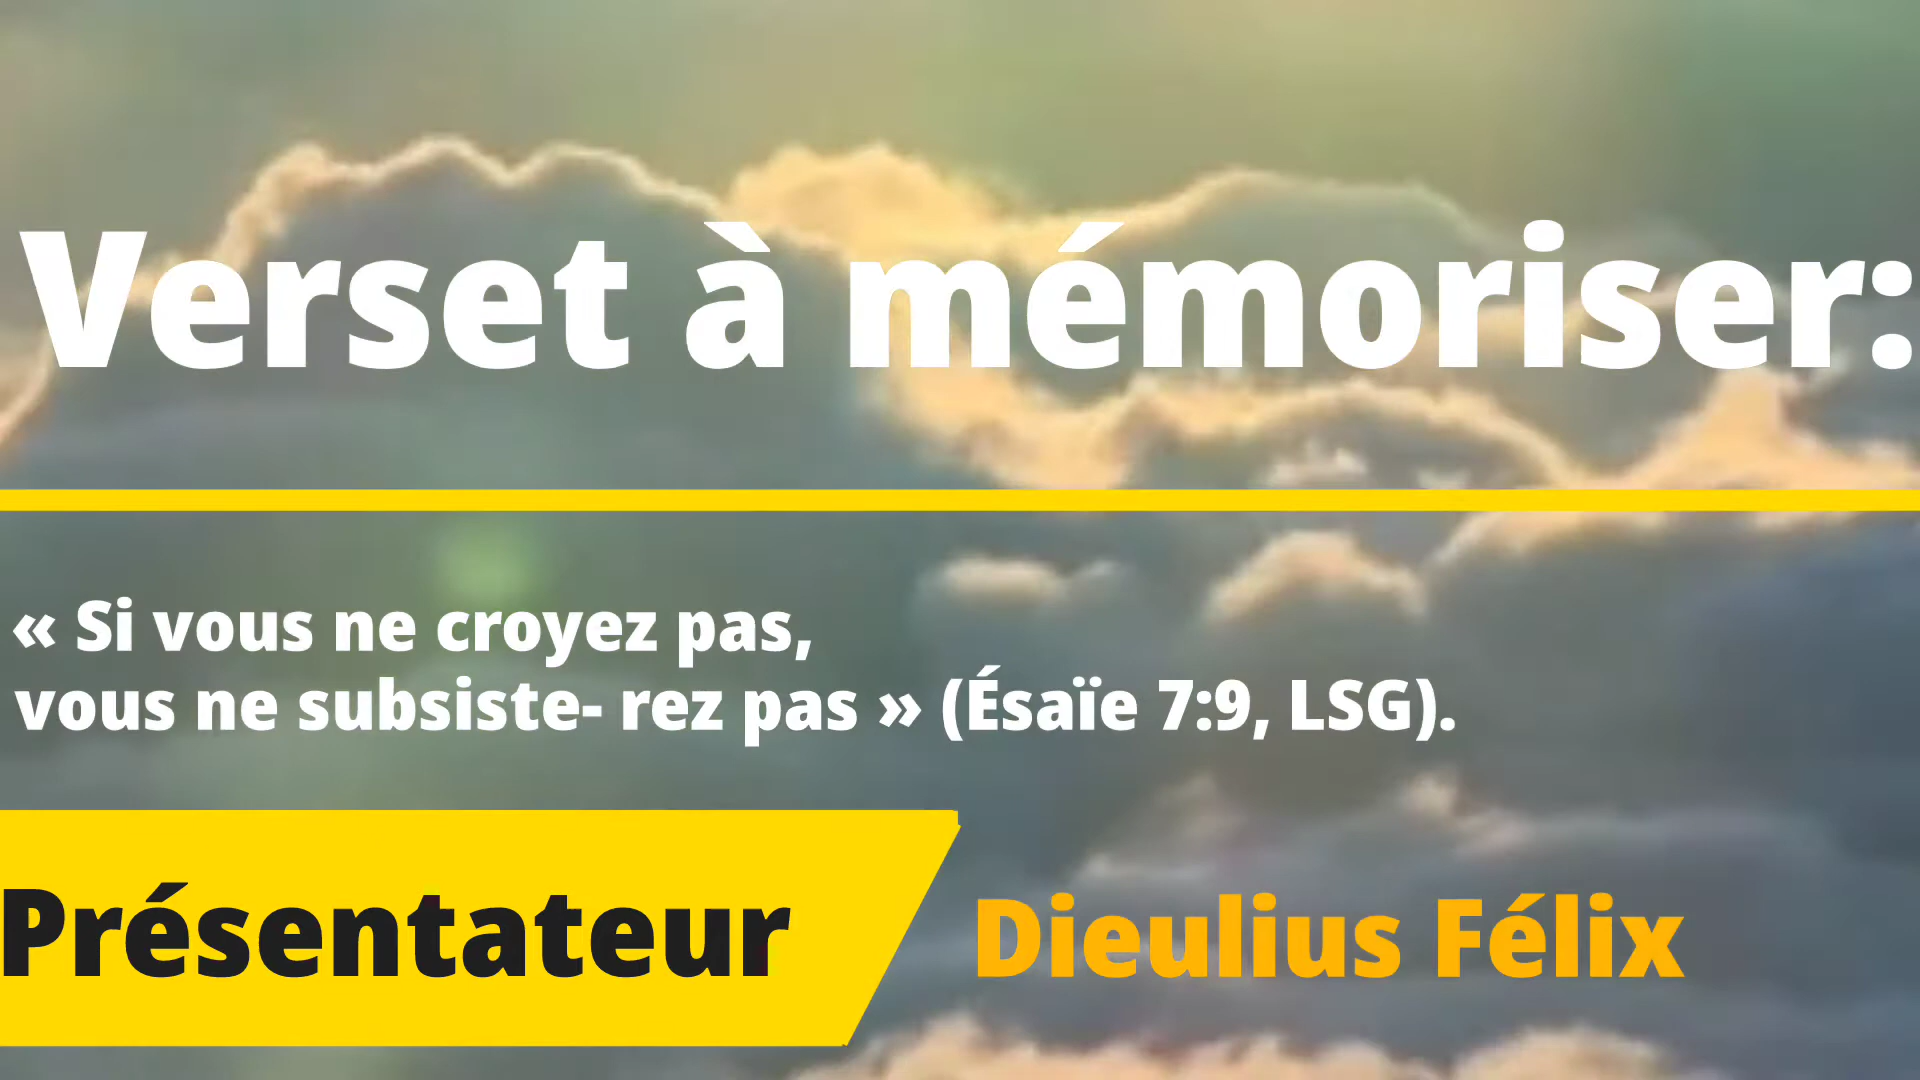 Verset à mémoriser:
« Si vous ne croyez pas,
vous ne subsiste- rez pas » (Ésaïe 7:9, LSG).
Présentateur
Dieulius Félix